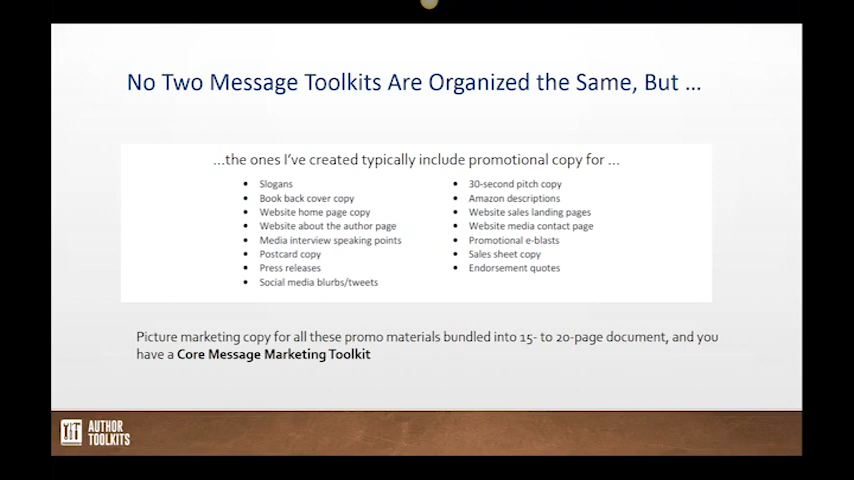 No Two Message Toolkits Are Organized the Same, But ...
...the ones I've created typically include promotional copy for ...
• Slogans
• Book back cover copy
• Website home page copy
• Website about the author page
• Media interview speaking points
• Postcard copy
• Press releases
• Social media blurbs/tweets
• 30-second pitch copy
• Amazon descriptions
• Website sales landing pages
• Website media contact page
• Promotional e-blasts
• Sales sheet copy
• Endorsement quotes
Picture marketing copy for all these promo materials bundled into 15- to 20-page document, and you
have a Core Message Marketing Toolkit
AUTHOR
TOOLKITS